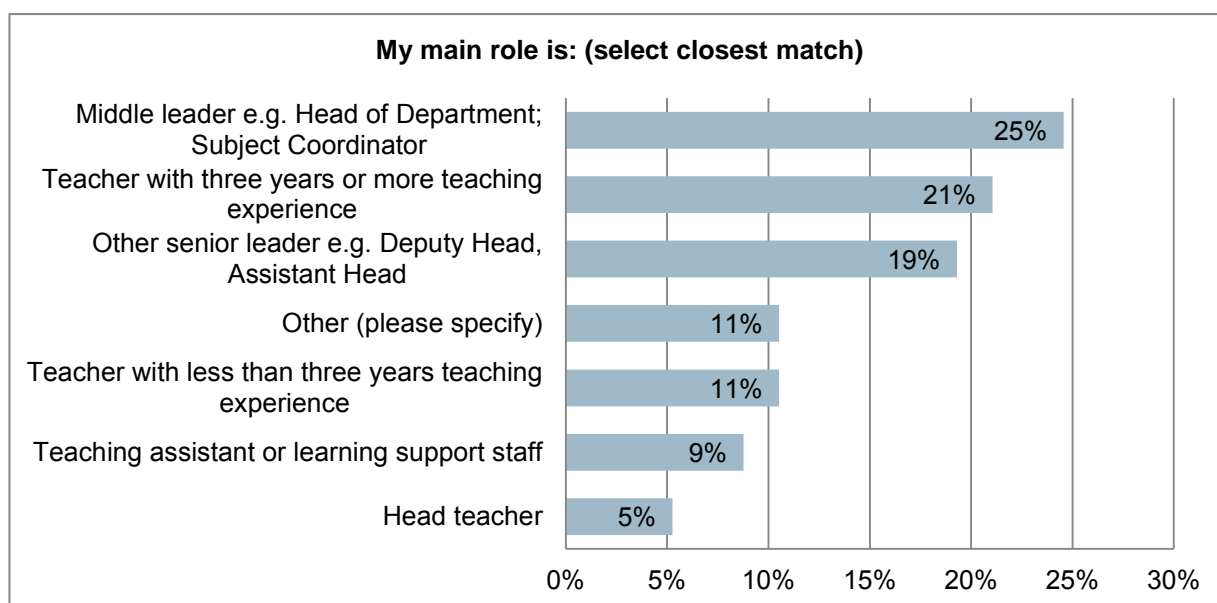 My main role is: (select closest match)
Middle leader e.g. Head of Department;
Subject Coordinator
25%
Teacher with three years or more teaching
experience
21%
Other senior leader e.g. Deputy Head,
Assistant Head
19%
Other (please specify)
11%
Teacher with less than three years teaching
experience
11%
Teaching assistant or learning support staff
9%
Head teacher
5%
0% 5% 10% 15% 20% 25% 30%